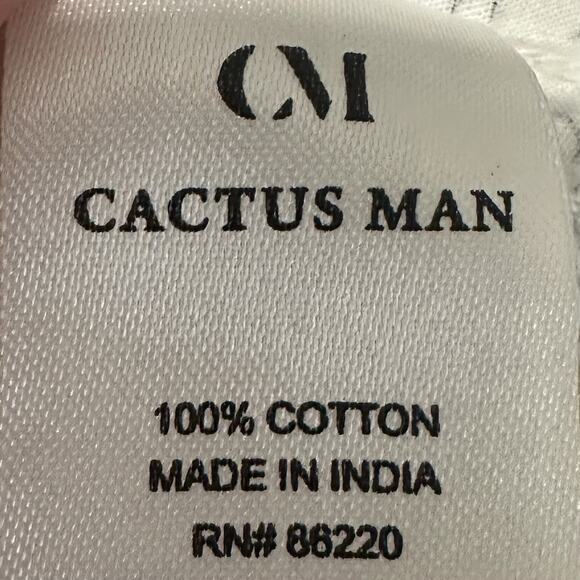 CM
CACTUS MAN
100% COTTON
MADE IN INDIA
RN# 86220